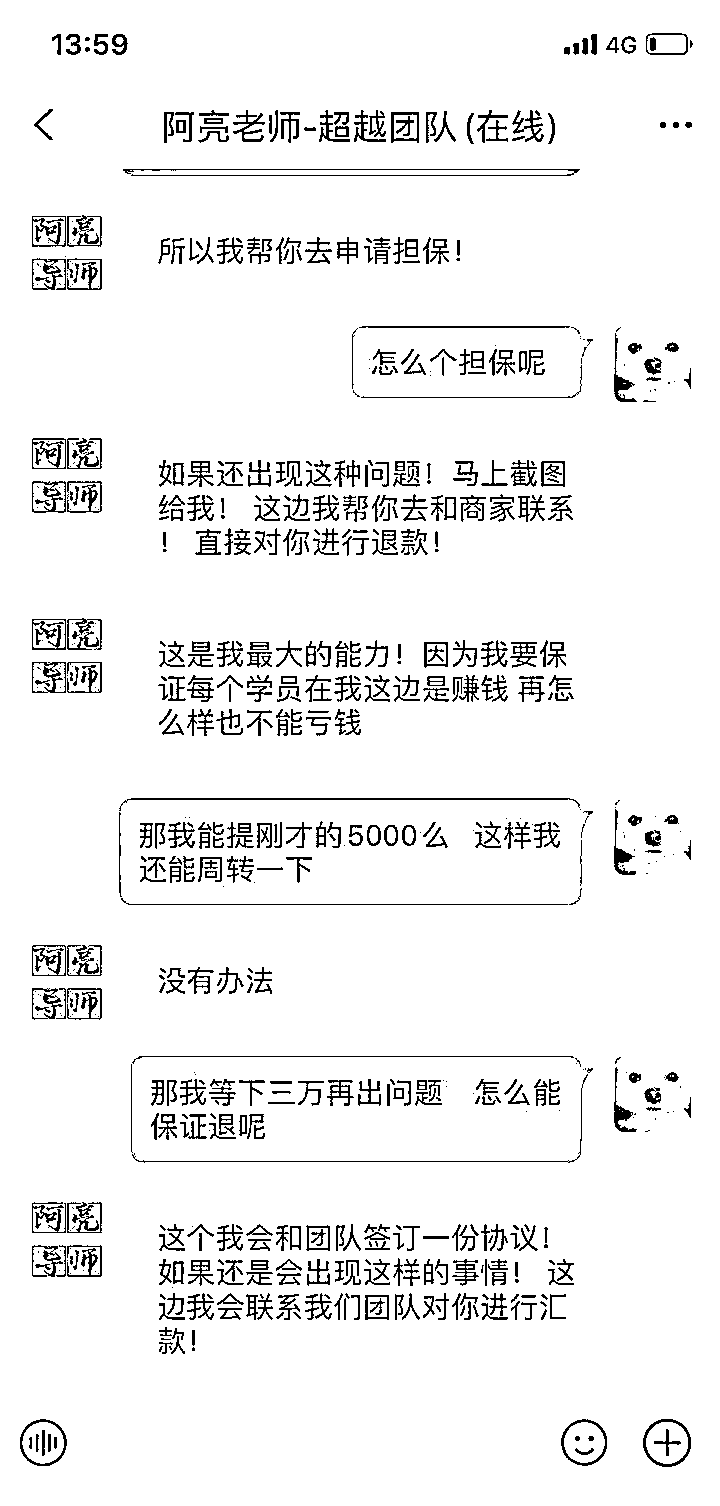 13:59
4G
阿亮老师-超越团队(在线)
阿亮
导师
所以我帮你去申请担保！
怎么个担保呢
阿亮
导师
如果还出现这种问题！马上截图
给我！ 这边我帮你去和商家联系
！ 直接对你进行退款！
阿亮
导师
这是我最大的能力！因为我要保
证每个学员在我这边是赚钱 再怎
么样也不能亏钱
那我能提刚才的5000么 这样我
还能周转一下
阿亮
导师
没有办法
那我等下三万再出问题 怎么能
保证退呢
阿亮
导师
这个我会和团队签订一份协议！
如果还是会出现这样的事情！ 这
边我会联系我们团队对你进行汇
款！